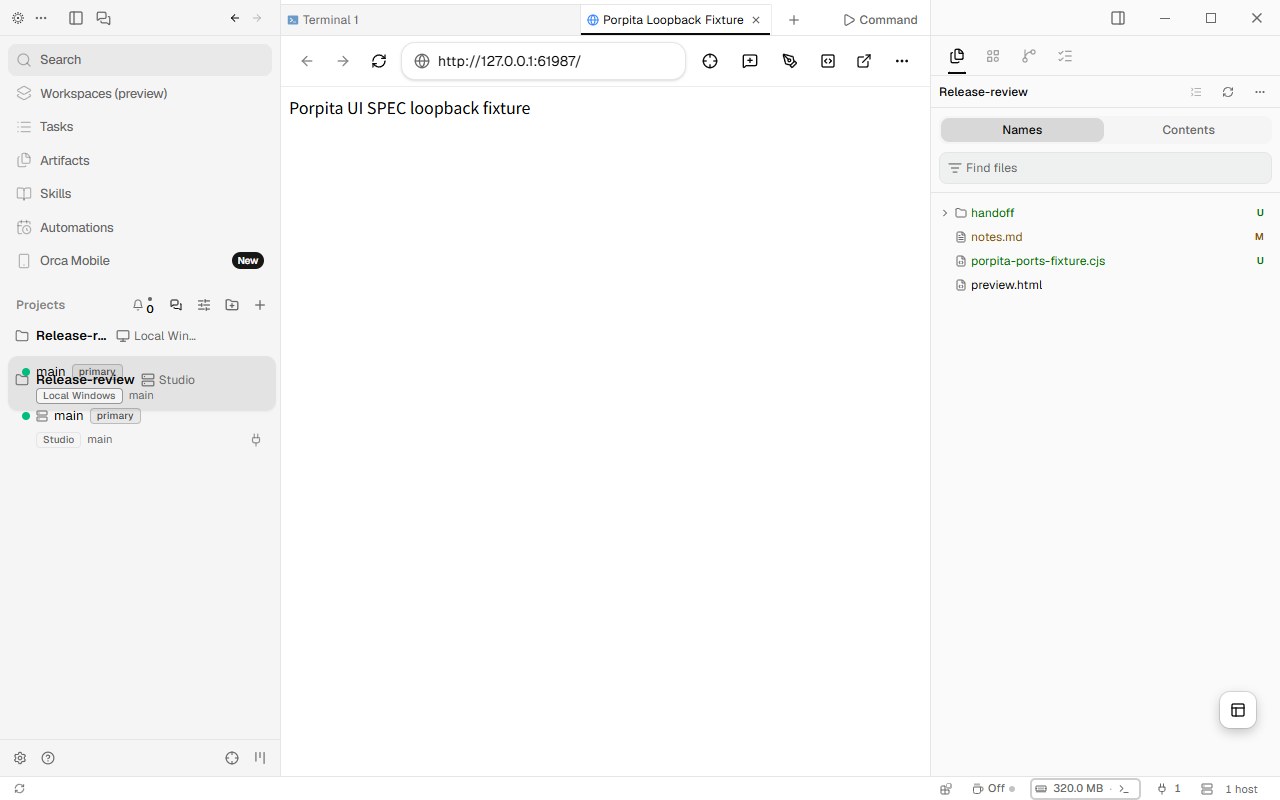 Terminal 1
Porpita Loopback Fixture
Command
Search
Workspaces (preview)
Tasks
Artifacts
Skills
Automations
Orca Mobile
New
Projects
0
Release-r...
Local Win...
main
primary
Release-review
Studio
Local Windows
main
main
primary
Studio
main
http://127.0.0.1:61987/
Porpita UI SPEC loopback fixture
Release-review
Names
Contents
Find files
handoff
U
notes.md
M
porpita-ports-fixture.cjs
U
preview.html
Off
320.0 MB ·
1
1 host